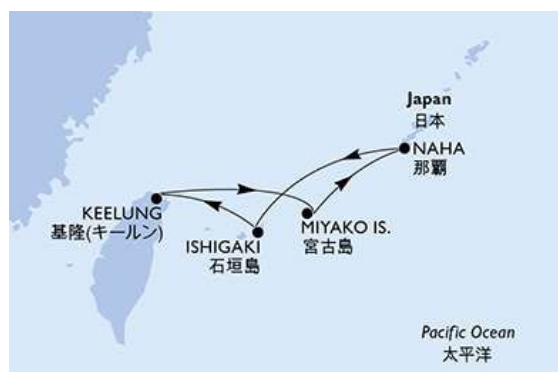 Japan
日本
NAHA
那覇
KEELUNG
基隆(キールン)
ISHIGAKI
石垣島
MIYAKO IS.
宮古島
Pacific Ocean
太平洋